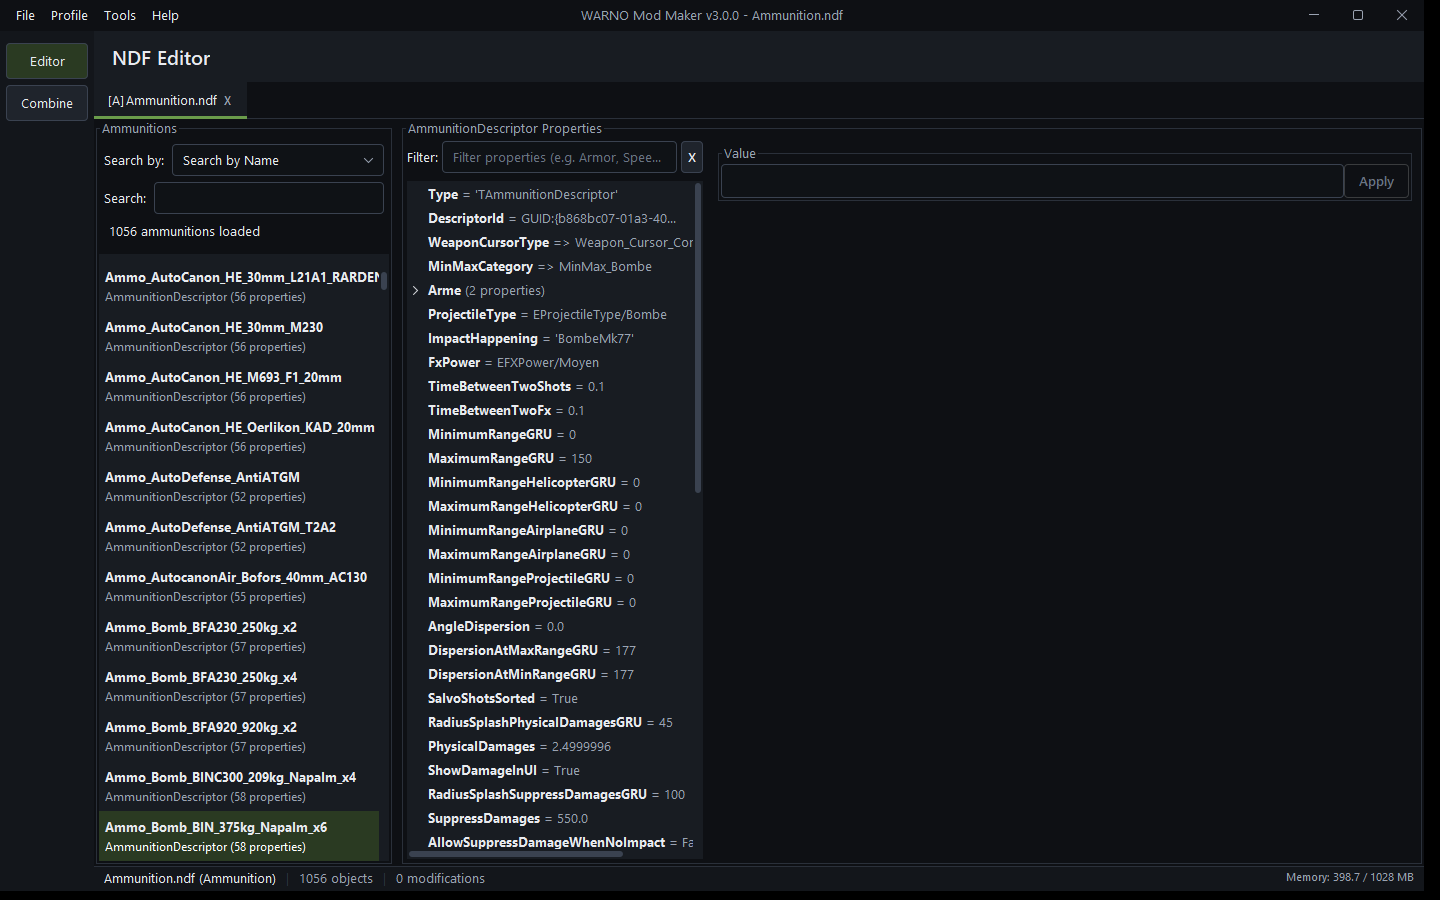 File Profile Tools Help
WARNO Mod Maker v3.0.0 - Ammunition.ndf
Editor
Combine
NDF Editor
[A] Ammunition.ndf X
Ammunitions
Search by: Search by Name
Search:
1056 ammunitions loaded
Ammo_AutoCanon_HE_30mm_L21A1_RARDEN
AmmunitionDescriptor (56 properties)
Ammo_AutoCanon_HE_30mm_M230
AmmunitionDescriptor (56 properties)
Ammo_AutoCanon_HE_M693_F1_20mm
AmmunitionDescriptor (56 properties)
Ammo_AutoCanon_HE_Oerlikon_KAD_20mm
AmmunitionDescriptor (56 properties)
Ammo_AutoDefense_AntiATGM
AmmunitionDescriptor (52 properties)
Ammo_AutoDefense_AntiATGM_T2A2
AmmunitionDescriptor (52 properties)
Ammo_AutocanonAir_Bofors_40mm_AC130
AmmunitionDescriptor (55 properties)
Ammo_Bomb_BFA230_250kg_x2
AmmunitionDescriptor (57 properties)
Ammo_Bomb_BFA230_250kg_x4
AmmunitionDescriptor (57 properties)
Ammo_Bomb_BFA920_920kg_x2
AmmunitionDescriptor (57 properties)
Ammo_Bomb_BINC300_209kg_Napalm_x4
AmmunitionDescriptor (58 properties)
Ammo_Bomb_BIN_375kg_Napalm_x6
AmmunitionDescriptor (58 properties)
AmmunitionDescriptor Properties
Filter: Filter properties (e.g. Armor, Spee... X
Type = 'TAmmunitionDescriptor'
DescriptorId = GUID:{b868bc07-01a3-40...
WeaponCursorType => Weapon_Cursor_Cor
MinMaxCategory => MinMax_Bombe
Arme (2 properties)
ProjectileType = EProjectileType/Bombe
ImpactHappening = 'BombeMk77'
FxPower = EFXPower/Moyen
TimeBetweenTwoShots = 0.1
TimeBetweenTwoFx = 0.1
MinimumRangeGRU = 0
MaximumRangeGRU = 150
MinimumRangeHelicopterGRU = 0
MaximumRangeHelicopterGRU = 0
MinimumRangeAirplaneGRU = 0
MaximumRangeAirplaneGRU = 0
MinimumRangeProjectileGRU = 0
MaximumRangeProjectileGRU = 0
AngleDispersion = 0.0
DispersionAtMaxRangeGRU = 177
DispersionAtMinRangeGRU = 177
SalvoShotsSorted = True
RadiusSplashPhysicalDamagesGRU = 45
PhysicalDamages = 2.4999996
ShowDamageInUI = True
RadiusSplashSuppressDamagesGRU = 100
SuppressDamages = 550.0
AllowSuppressDamageWhenNoImpact = Fa
Value
Apply
Ammunition.ndf (Ammunition) 1056 objects 0 modifications
Memory: 398.7 / 1028 MB